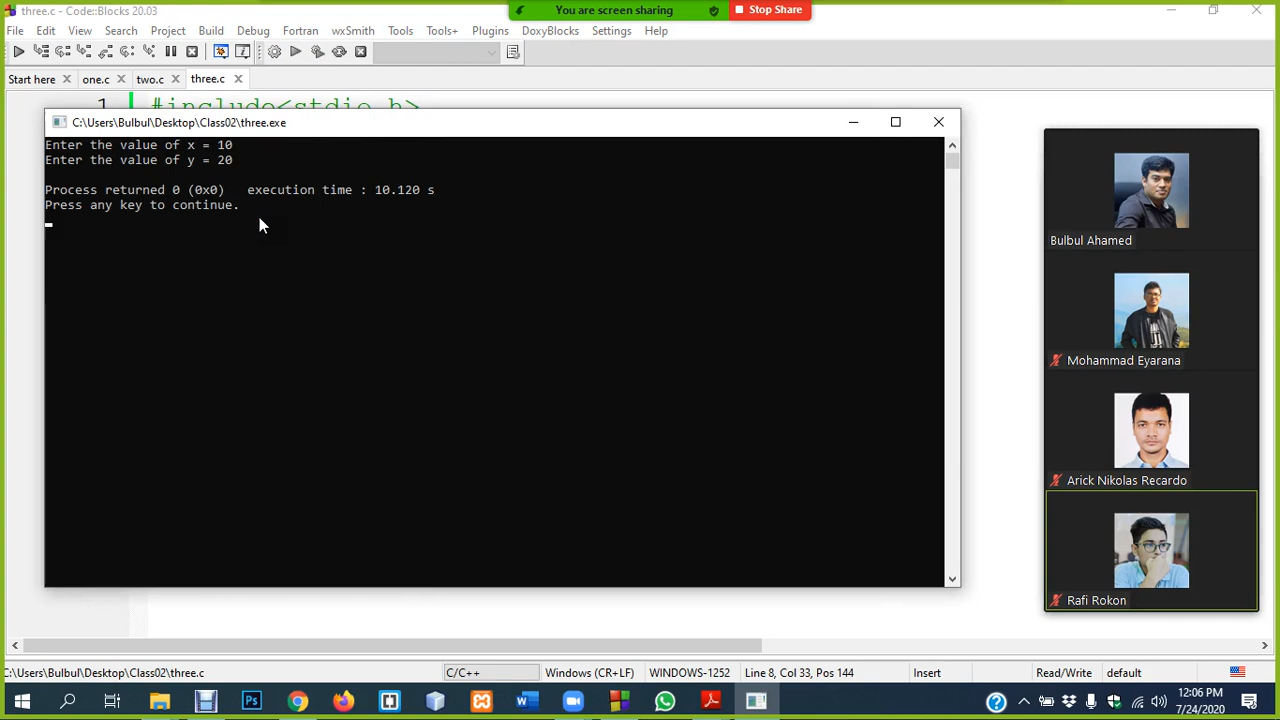 three.c - Code::Blocks 20.03
You are screen sharing
Stop Share
File Edit View Search Project Build Debug Fortran wxSmith Tools Tools+ Plugins DoxyBlocks Settings Help
Start here one.c two.c three.c
1 #include<stdio.h>
C:\Users\Bulbul\Desktop\Class02\three.exe
Enter the value of x = 10
Enter the value of y = 20
Process returned 0 (0x0)   execution time : 10.120 s
Press any key to continue.
Bulbul Ahamed
Mohammad Eyarana
Arick Nikolas Recardo
Rafi Rokon
C:\Users\Bulbul\Desktop\Class02\three.c C/C++ Windows (CR+LF) WINDOWS-1252 Line 8, Col 33, Pos 144 Insert Read/Write default
12:06 PM
7/24/2020